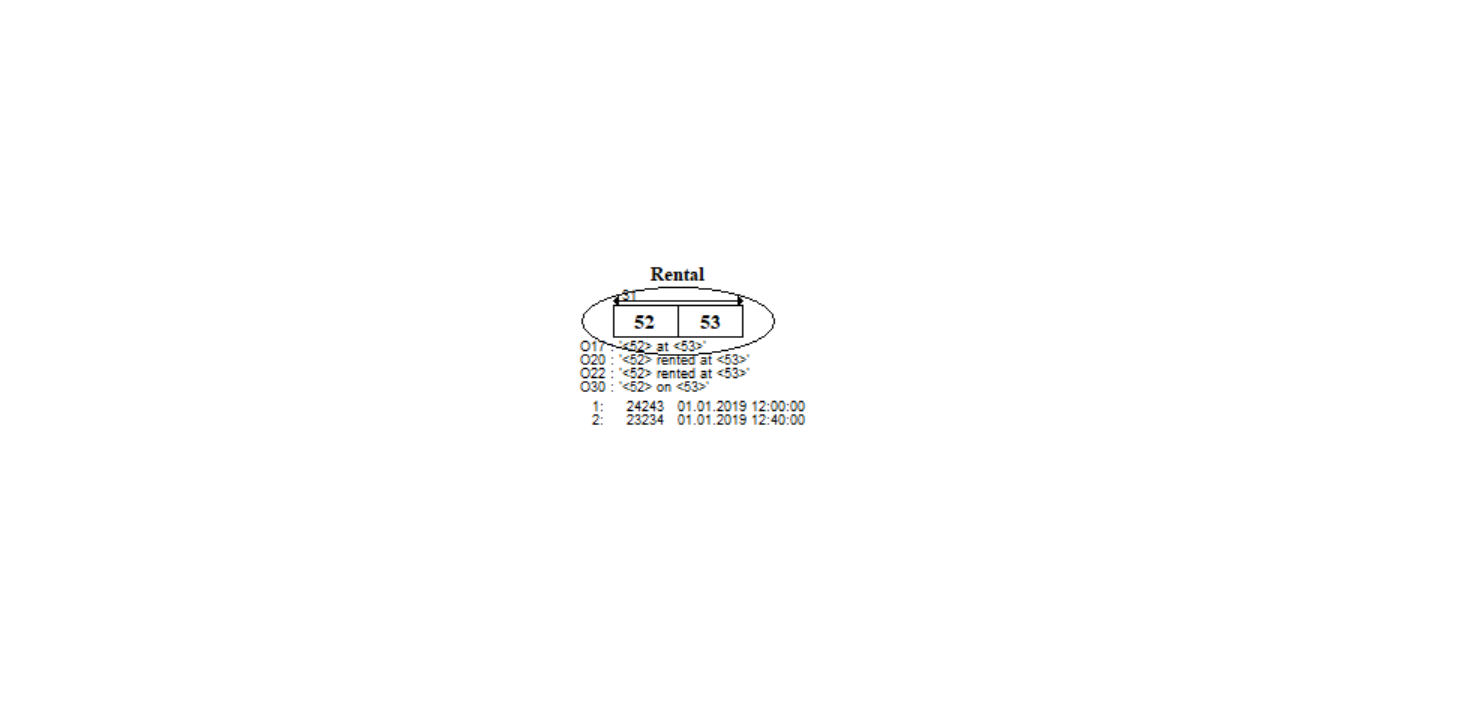 Rental
31
52 53
O17 : '<52> at <53>'
O20 : '<52> rented at <53>'
O22 : '<52> rented at <53>'
O30 : '<52> on <53>'
1: 24243 01.01.2019 12:00:00
2: 23234 01.01.2019 12:40:00